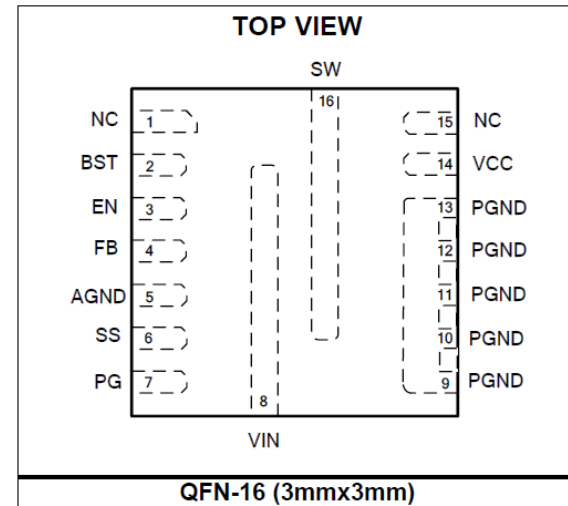 TOP VIEW
SW
16
NC 1 15 NC
BST 2 14 VCC
EN 3 13 PGND
FB 4 12 PGND
AGND 5 11 PGND
SS 6 10 PGND
PG 7 9 PGND
8
VIN
QFN-16 (3mmx3mm)